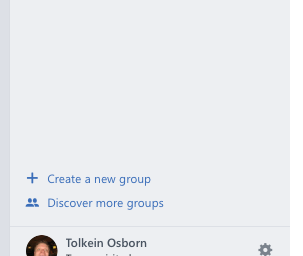 Create a new group
Discover more groups
Tolkein Osborn